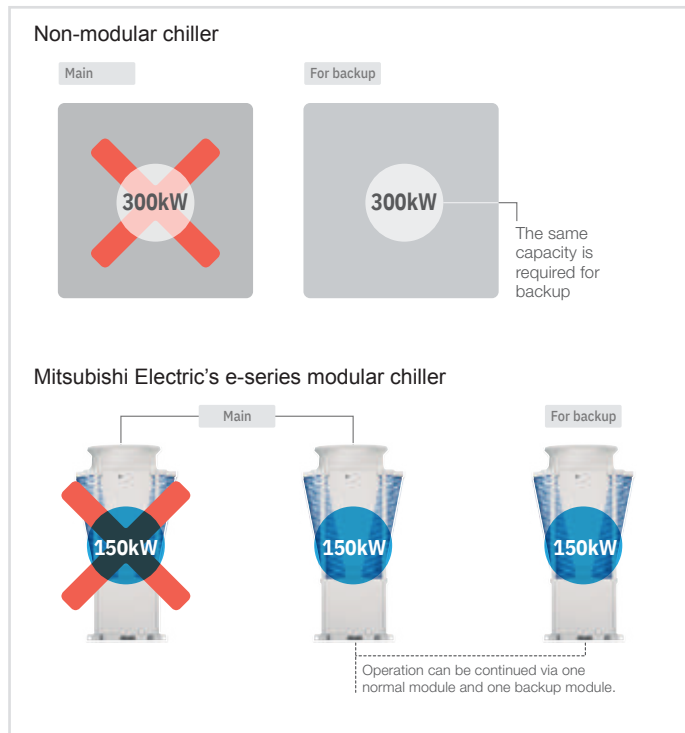 Non-modular chiller
Main
For backup
300kW
300kW
The same
capacity is
required for
backup
Mitsubishi Electric's e-series modular chiller
Main
For backup
150kW
150kW
150kW
Operation can be continued via one
normal module and one backup module.